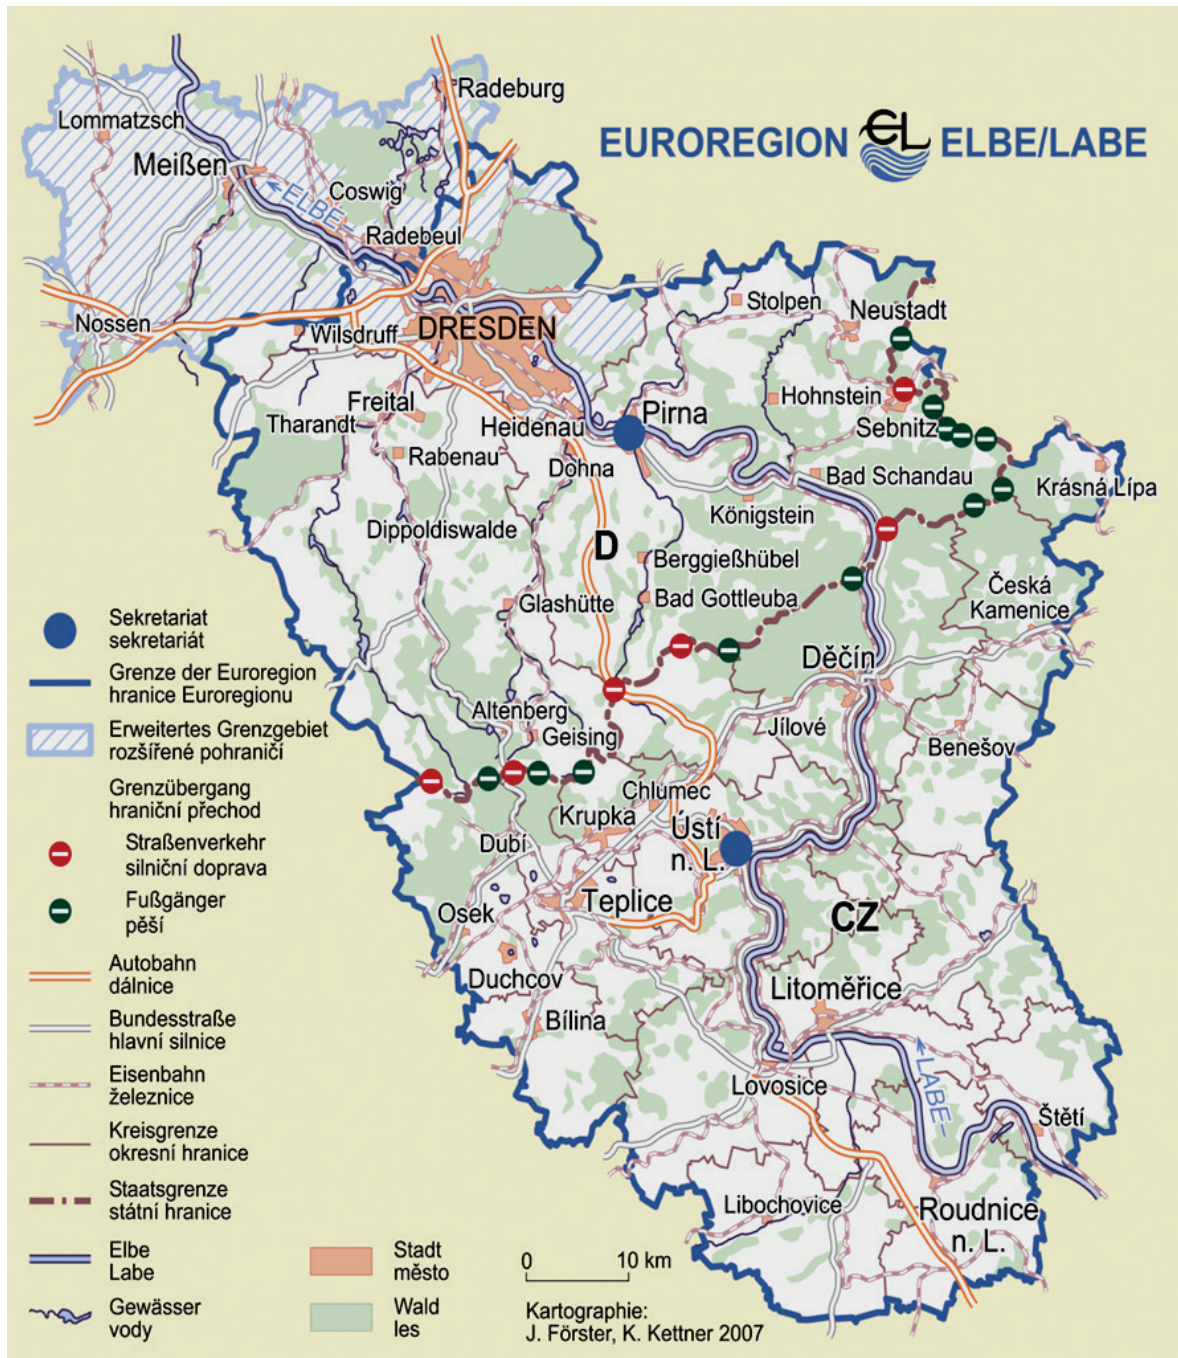 EUROREGION EL ELBE/LABE
Radeburg
Lommatzsch
Meißen
Coswig
ELBE
Radebeul
Stolpen
Neustadt
Nossen
Wilsdruff
DRESDEN
Hohnstein
Freital
Tharandt
Heidenau
Pirna
Sebnitz
Rabenau
Dohna
Bad Schandau
Krásná Lípa
Königstein
Dippoldiswalde
D
Berggießhübel
Glashütte
Bad Gottleuba
Česká
Kamenice
Děčín
Altenberg
Geising
Jílové
Benešov
Chlumec
Krupka
Ústí
n. L.
Dubí
Teplice
CZ
Osek
Duchcov
Litoměřice
Bílina
Lovosice
LABE
Štětí
Libochovice
Roudnice
n. L.
Sekretariat
sekretariát
Grenze der Euroregion
hranice Euroregionu
Erweitertes Grenzgebiet
rozšířené pohraničí
Grenzübergang
hraniční přechod
Straßenverkehr
silniční doprava
Fußgänger
pěší
Autobahn
dálnice
Bundesstraße
hlavní silnice
Eisenbahn
železnice
Kreisgrenze
okresní hranice
Staatsgrenze
státní hranice
Elbe
Labe
Gewässer
vody
Stadt
město
Wald
les
0 10 km
Kartographie:
J. Förster, K. Kettner 2007